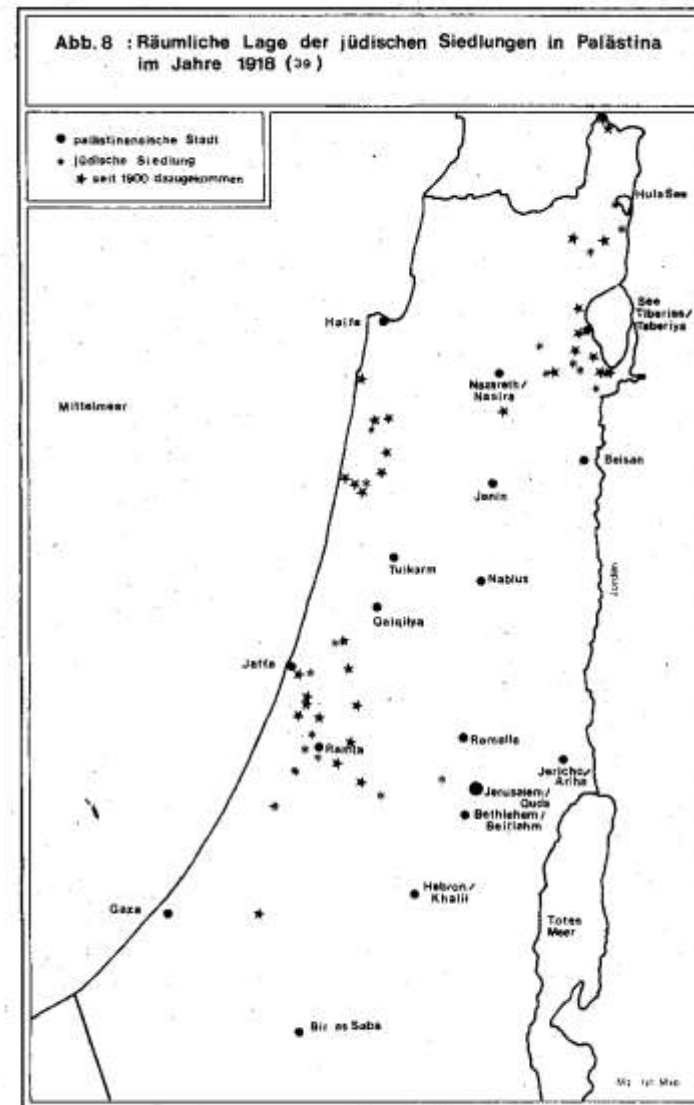 Abb. 8 : Räumliche Lage der jüdischen Siedlungen in Palästina
im Jahre 1918 (39)
palästinensische Stadt
jüdische Siedlung
seit 1900 dazugekommen
Hula See
See
Tiberias/
Taberiya
Haifa
Nazareth/
Nasira
Mittelmeer
Beisan
Jenin
Tulkarm
Nablus
Jordan
Qalqilya
Jaffa
Ramalla
Ramla
Jericho/
Ariha
Jerusalem/
Quds
Bethlehem/
Beitlahm
Hebron/
Khalil
Gaza
Totes
Meer
Bir as Saba